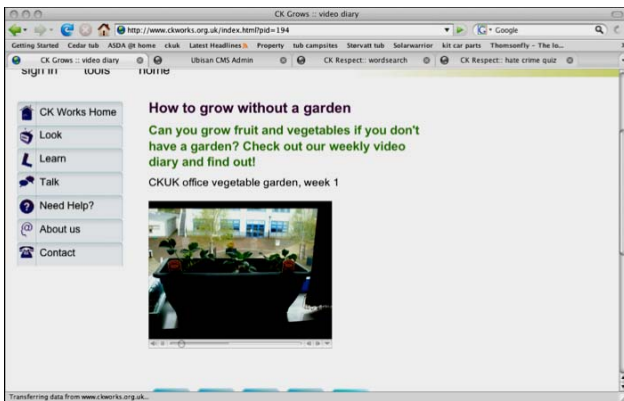 CK Grows :: video diary
http://www.ckworks.org.uk/index.html?pid=194
Google
Getting Started Cedar tub ASDA @t home ckuk Latest Headlines Property tub campsites Stervatt tub Solarwarrior kit car parts Thomsonfly - The lo...
CK Grows :: video diary Ubisan CMS Admin CK Respect:: wordsearch CK Respect:: hate crime quiz
sign in tools home
CK Works Home
Look
Learn
Talk
Need Help?
About us
Contact
How to grow without a garden
Can you grow fruit and vegetables if you don't
have a garden? Check out our weekly video
diary and find out!
CKUK office vegetable garden, week 1
Transferring data from www.ckworks.org.uk...